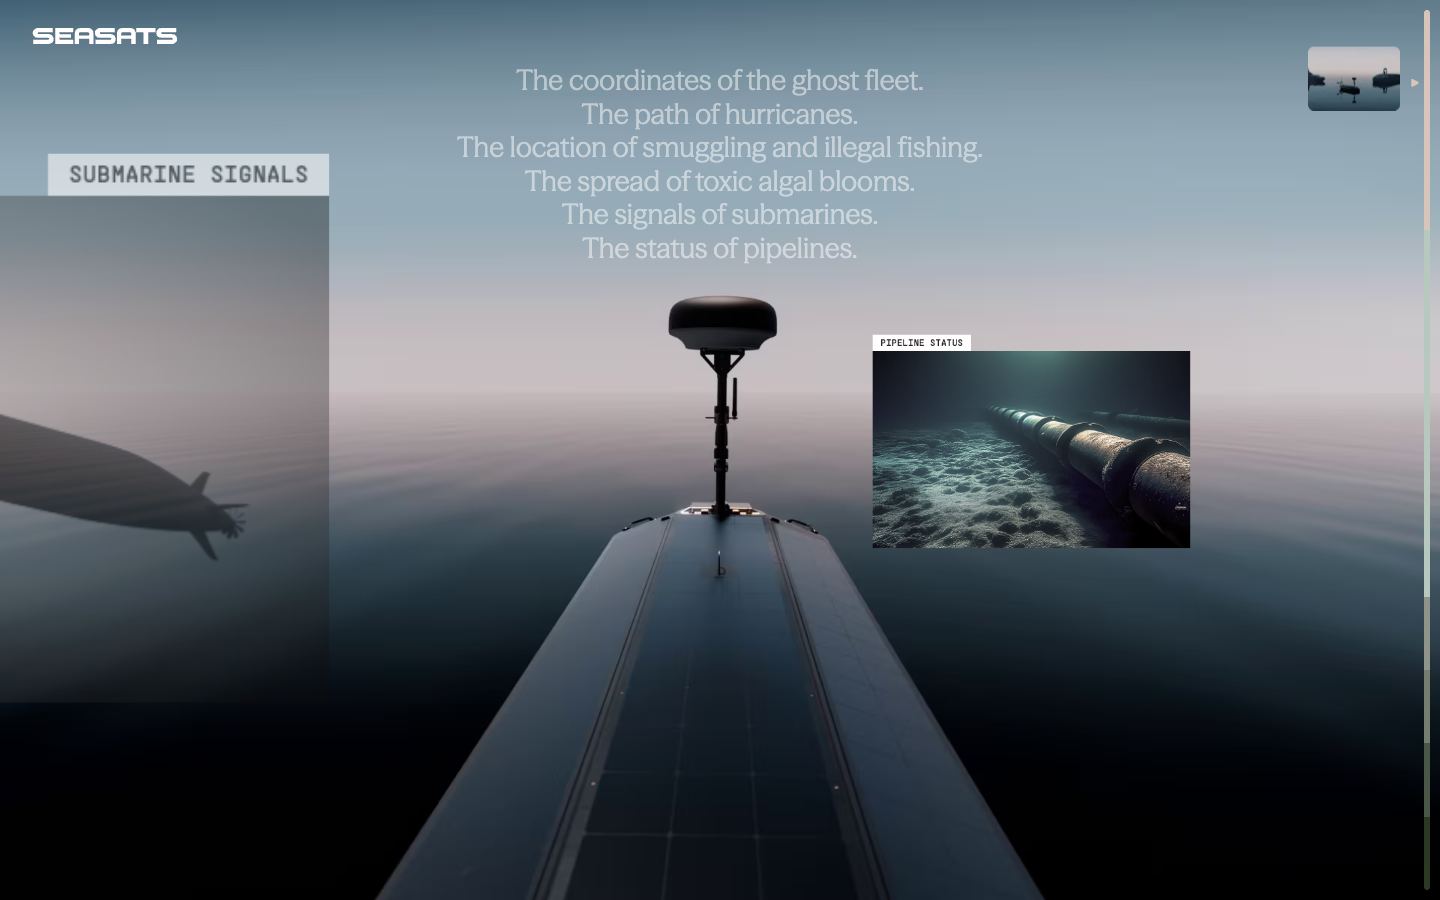 SEASATS
The coordinates of the ghost fleet.
The path of hurricanes.
The location of smuggling and illegal fishing.
The spread of toxic algal blooms.
The signals of submarines.
The status of pipelines.
SUBMARINE SIGNALS
PIPELINE STATUS